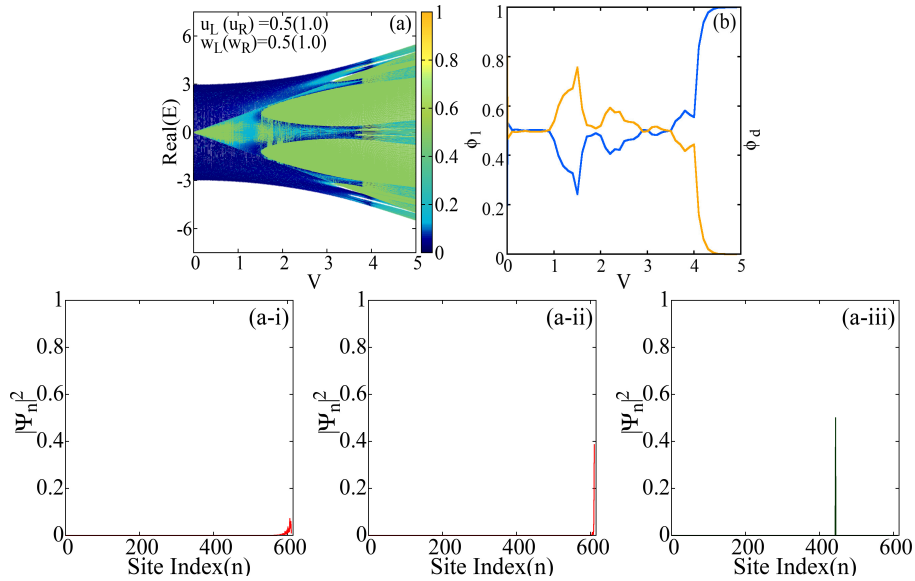 u_L (u_R) =0.5(1.0)
w_L(w_R)=0.5(1.0)
(a)
Real(E)
6
3
0
-3
-6
0 1 2 3 4 5
V
1
0.8
0.6
0.4
0.2
0
(b)
ϕ_l
1
0.8
0.6
0.4
0.2
0
0 1 2 3 4 5
V
ϕ_d
(a-i)
|Ψ_n|^2
1
0.8
0.6
0.4
0.2
0
0 200 400 600
Site Index(n)
(a-ii)
|Ψ_n|^2
1
0.8
0.6
0.4
0.2
0
0 200 400 600
Site Index(n)
(a-iii)
|Ψ_n|^2
1
0.8
0.6
0.4
0.2
0
0 200 400 600
Site Index(n)